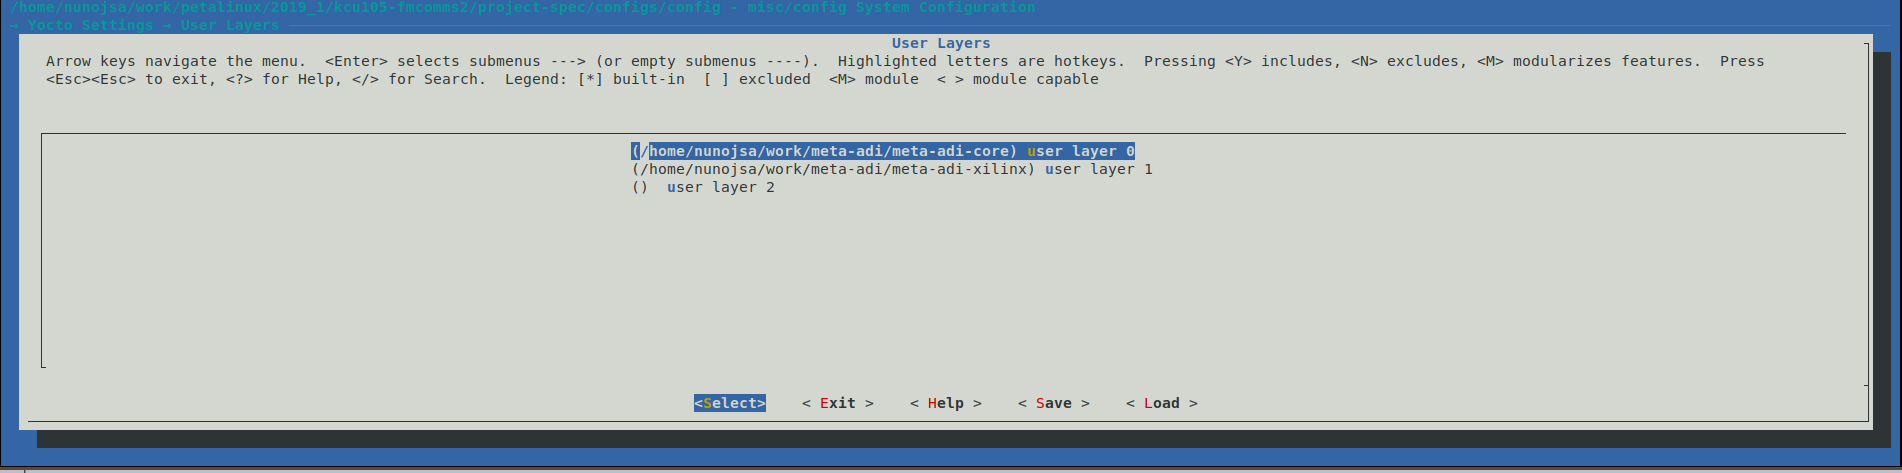 /home/nunojsa/work/petalinux/2019_1/kcu105-fmcomms2/project-spec/configs/config - misc/config System Configuration
→ Yocto Settings → User Layers
User Layers
Arrow keys navigate the menu.  <Enter> selects submenus ---> (or empty submenus ----).  Highlighted letters are hotkeys.  Pressing <Y> includes, <N> excludes, <M> modularizes features.  Press
<Esc><Esc> to exit, <?> for Help, </> for Search.  Legend: [*] built-in  [ ] excluded  <M> module  < > module capable
(/home/nunojsa/work/meta-adi/meta-adi-core) user layer 0
(/home/nunojsa/work/meta-adi/meta-adi-xilinx) user layer 1
()  user layer 2
<Select>    < Exit >    < Help >    < Save >    < Load >